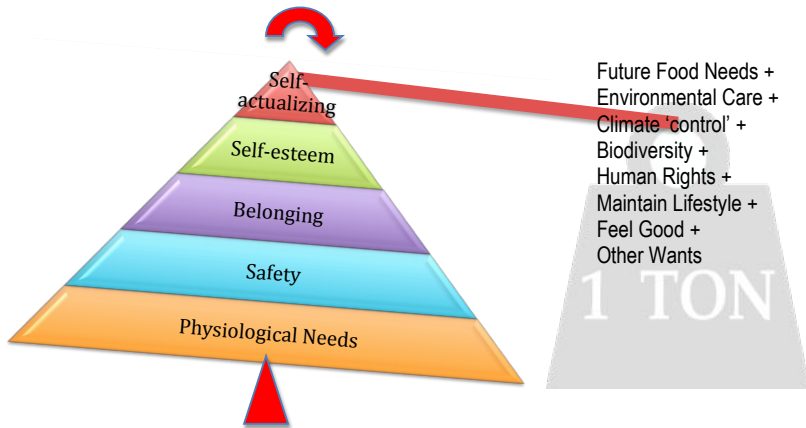 Self-
actualizing
Self-esteem
Belonging
Safety
Physiological Needs
Future Food Needs +
Environmental Care +
Climate ‘control’ +
Biodiversity +
Human Rights +
Maintain Lifestyle +
Feel Good +
Other Wants
1 TON